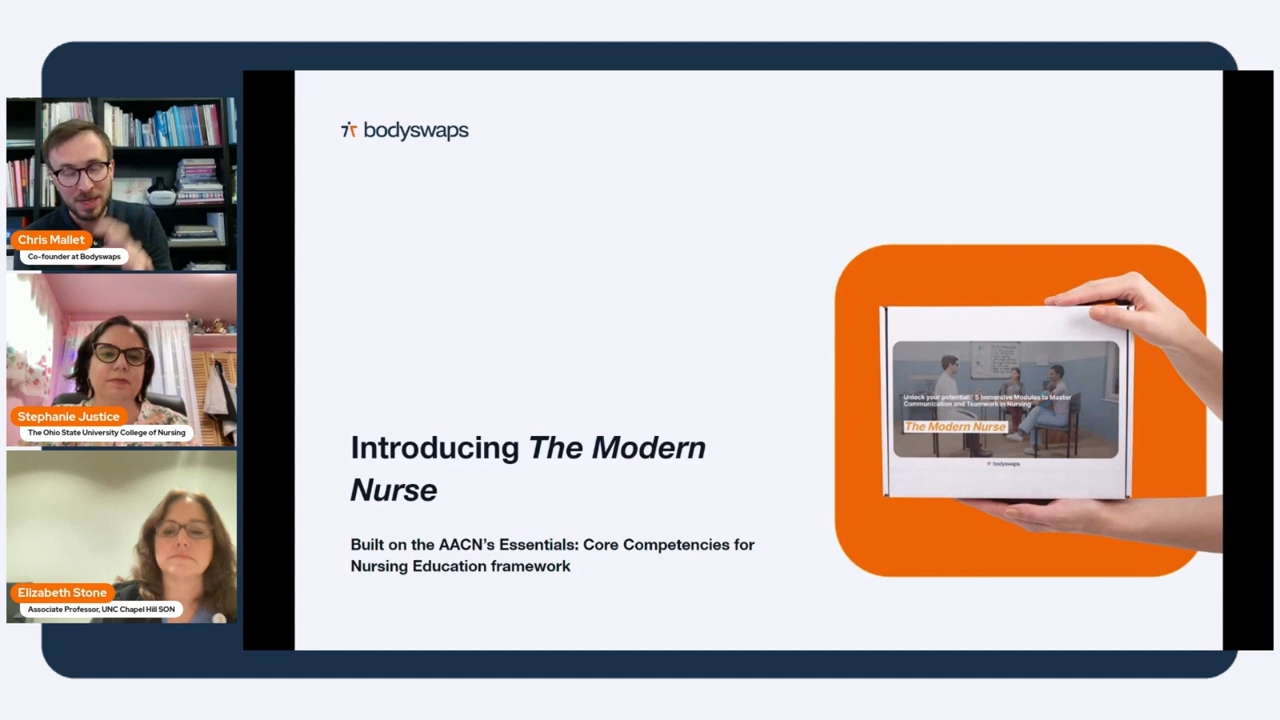 bodyswaps
Chris Mallet
Co-founder at Bodyswaps
Stephanie Justice
The Ohio State University College of Nursing
Elizabeth Stone
Associate Professor, UNC Chapel Hill SON
Introducing The Modern
Nurse
Built on the AACN's Essentials: Core Competencies for
Nursing Education framework
Unlock your potential: 5 Immersive Modules to Master
Communication and Teamwork in Nursing
The Modern Nurse
bodyswaps